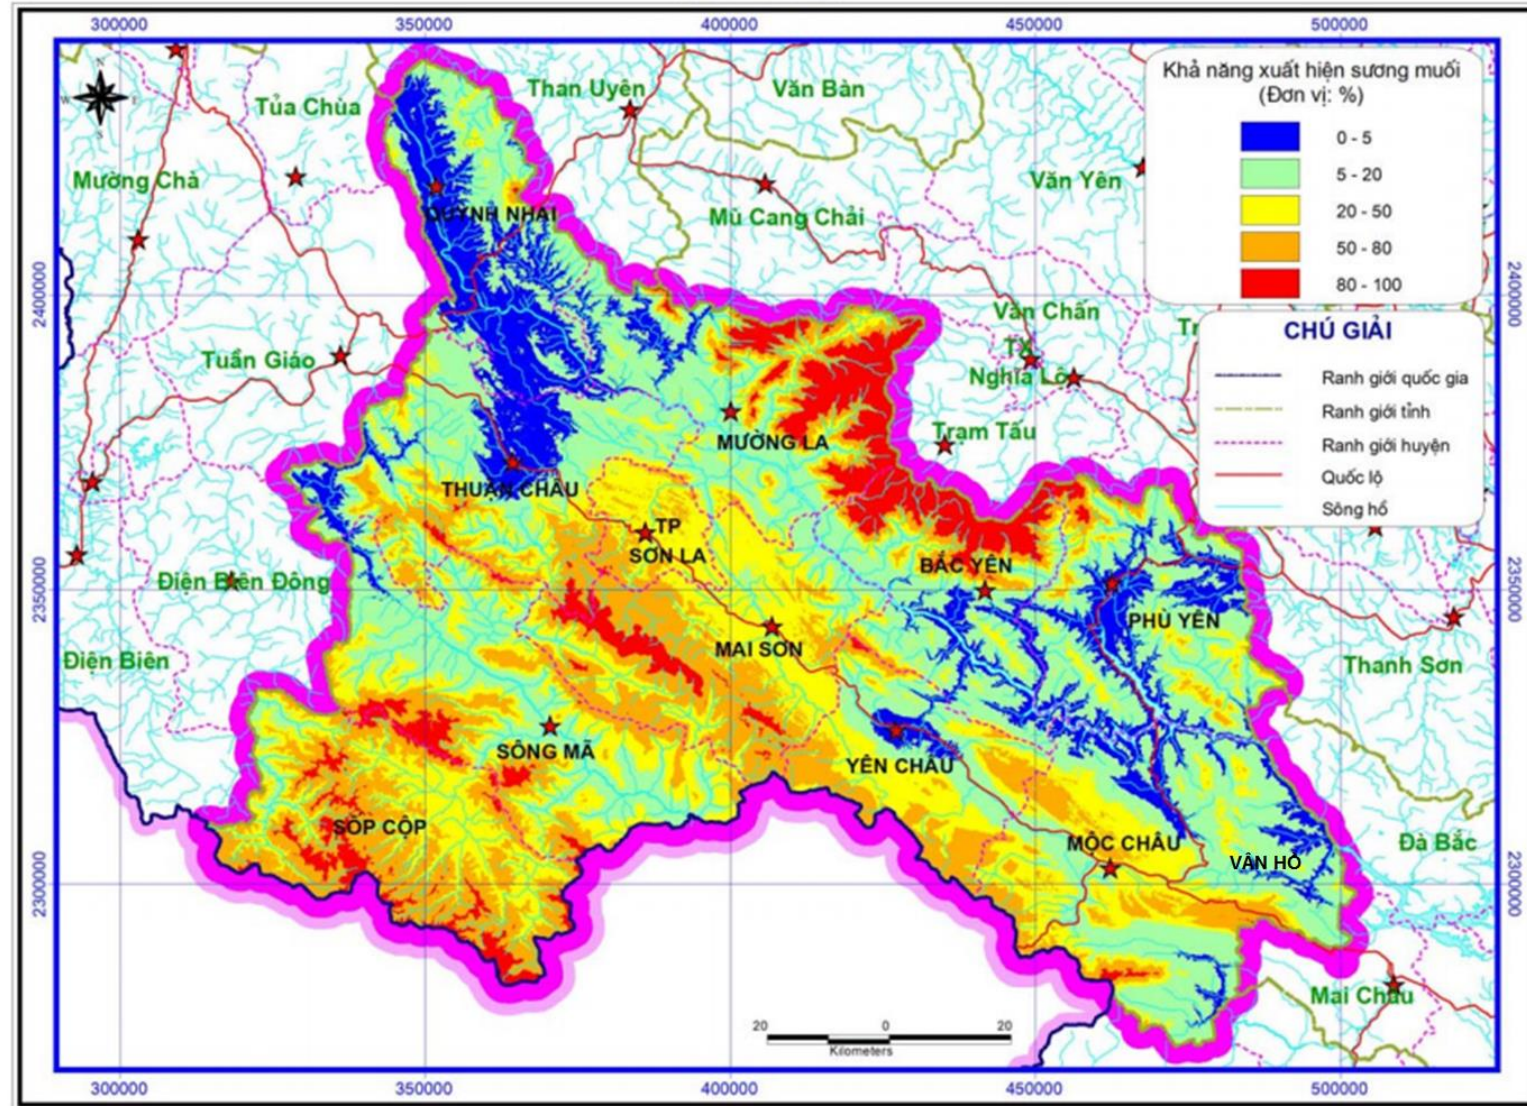 300000 350000 400000 450000 500000
N
W E
S
Tủa Chùa
Than Uyên
Văn Bàn
Mường Chà
Mù Cang Chải
Văn Yên
Khả năng xuất hiện sương muối
(Đơn vị: %)
0 - 5
5 - 20
20 - 50
50 - 80
80 - 100
QUỲNH NHAI
2400000
2400000
Văn Chấn
Tr
TX
Nghĩa Lộ
Tuần Giáo
Trạm Tấu
CHÚ GIẢI
Ranh giới quốc gia
Ranh giới tỉnh
Ranh giới huyện
Quốc lộ
Sông hồ
MƯỜNG LA
THUẬN CHÂU
TP
SƠN LA
BẮC YÊN
Điện Biên Đông
2350000
2350000
PHÙ YÊN
MAI SƠN
Điện Biên
Thanh Sơn
SÔNG MÃ
YÊN CHÂU
SỐP CỘP
MỘC CHÂU
VÂN HỒ
Đà Bắc
2300000
2300000
Mai Châu
20 0 20
Kilometers
300000 350000 400000 450000 500000